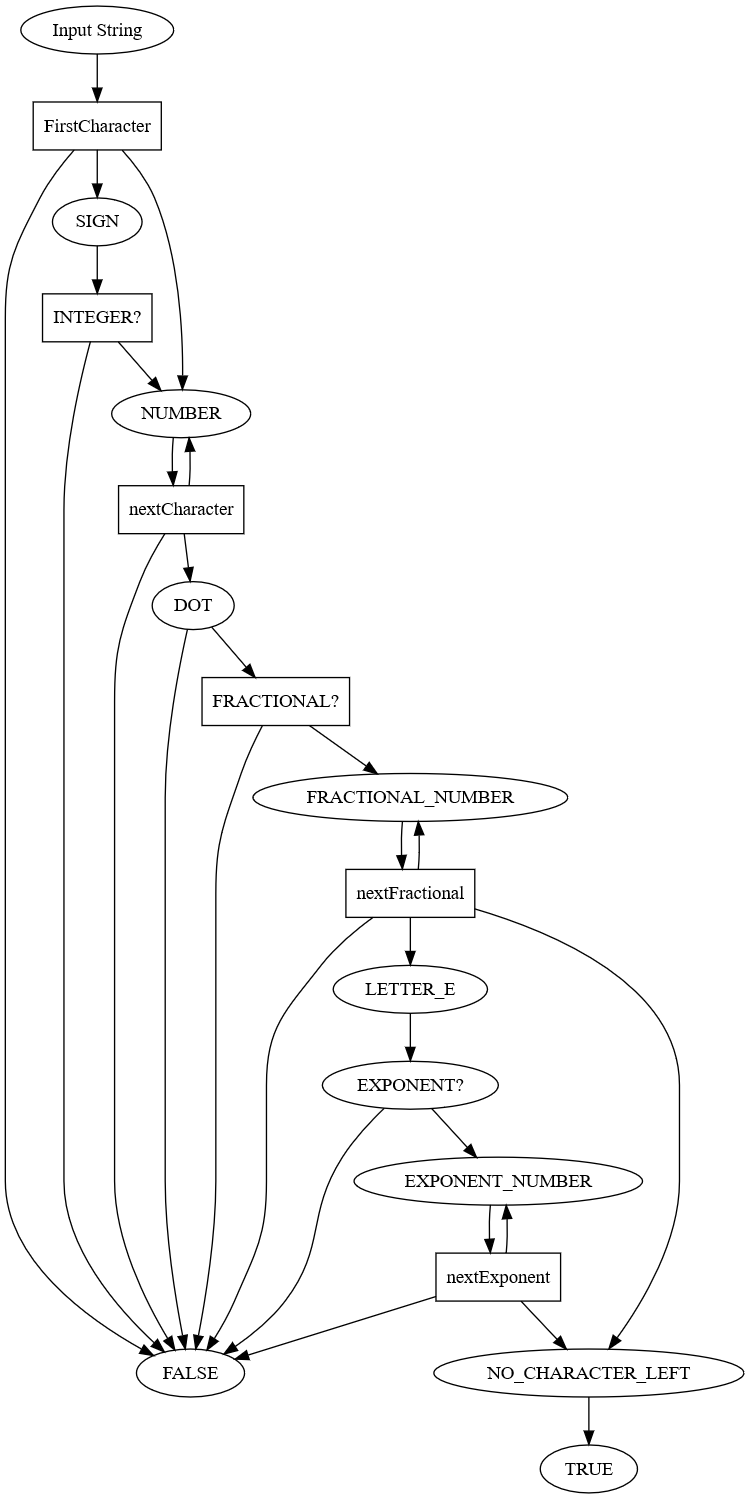 Input String
FirstCharacter
SIGN
INTEGER?
NUMBER
nextCharacter
DOT
FRACTIONAL?
FRACTIONAL_NUMBER
nextFractional
LETTER_E
EXPONENT?
EXPONENT_NUMBER
nextExponent
FALSE
NO_CHARACTER_LEFT
TRUE